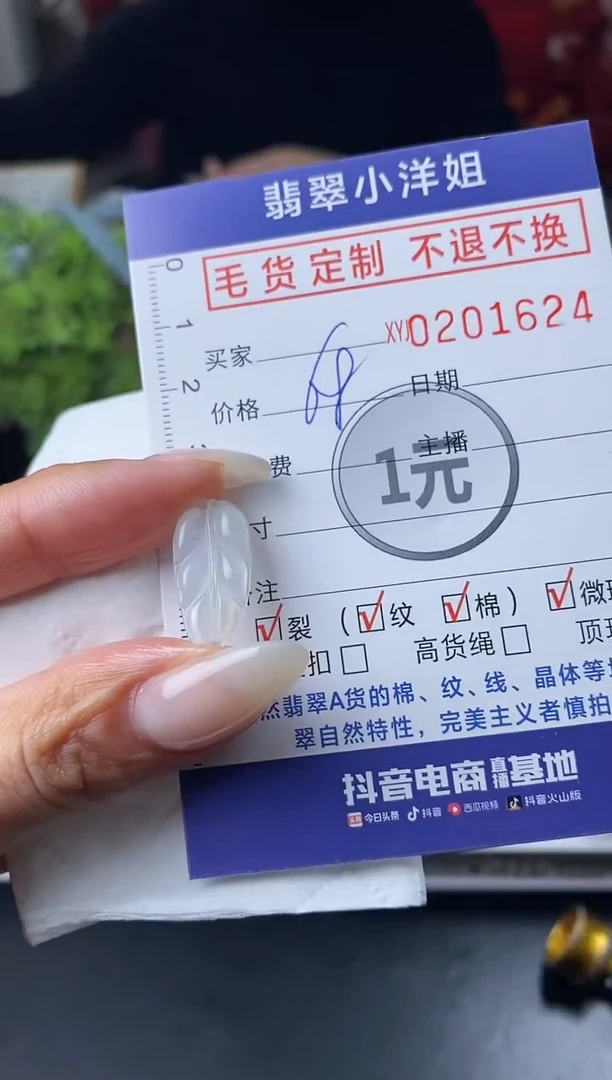 翡翠小洋姐
毛货定制 不退不换
XYJ0201624
0
1
2
买家
价格
日期
费
主播
1元
寸
注
裂 (纹 棉) 微
扣 高货绳 顶
然翡翠A货的棉、纹、线、晶体等
翠自然特性,完美主义者慎拍
抖音电商直播基地
今日头条 抖音 西瓜视频 抖音火山版